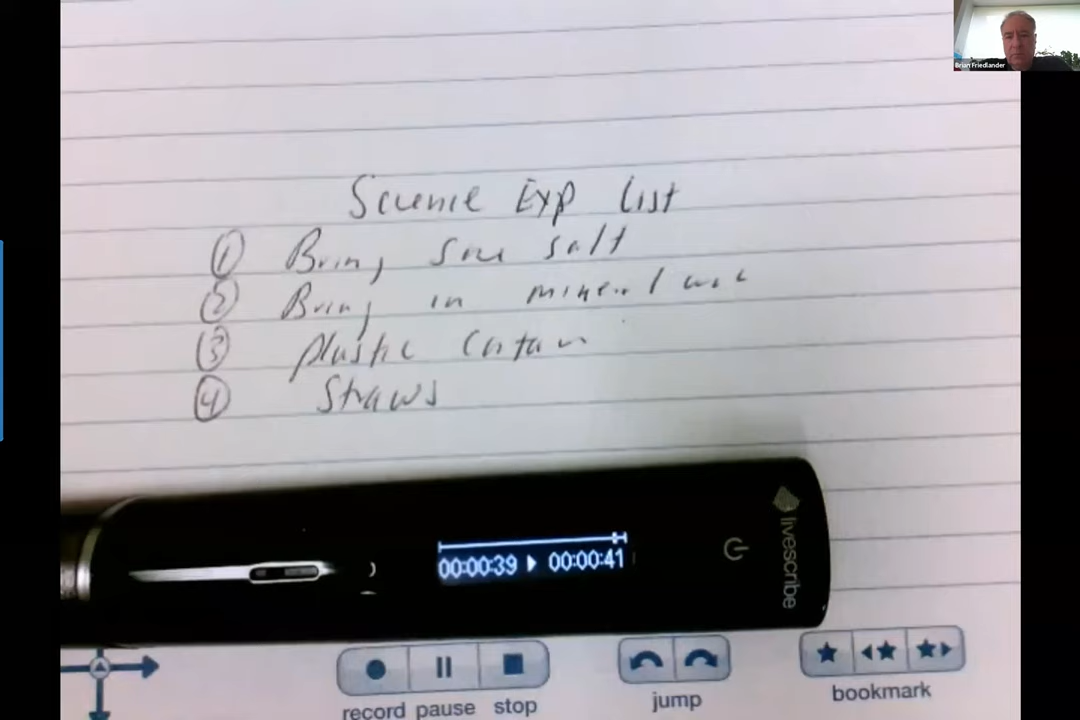 Brian Friedlander
Science Exp List
① Bring some salt
② Bring in mineral
③ Plastic
④ Straws
00:00:39 ▶ 00:00:41
livescribe
record pause stop
jump
bookmark